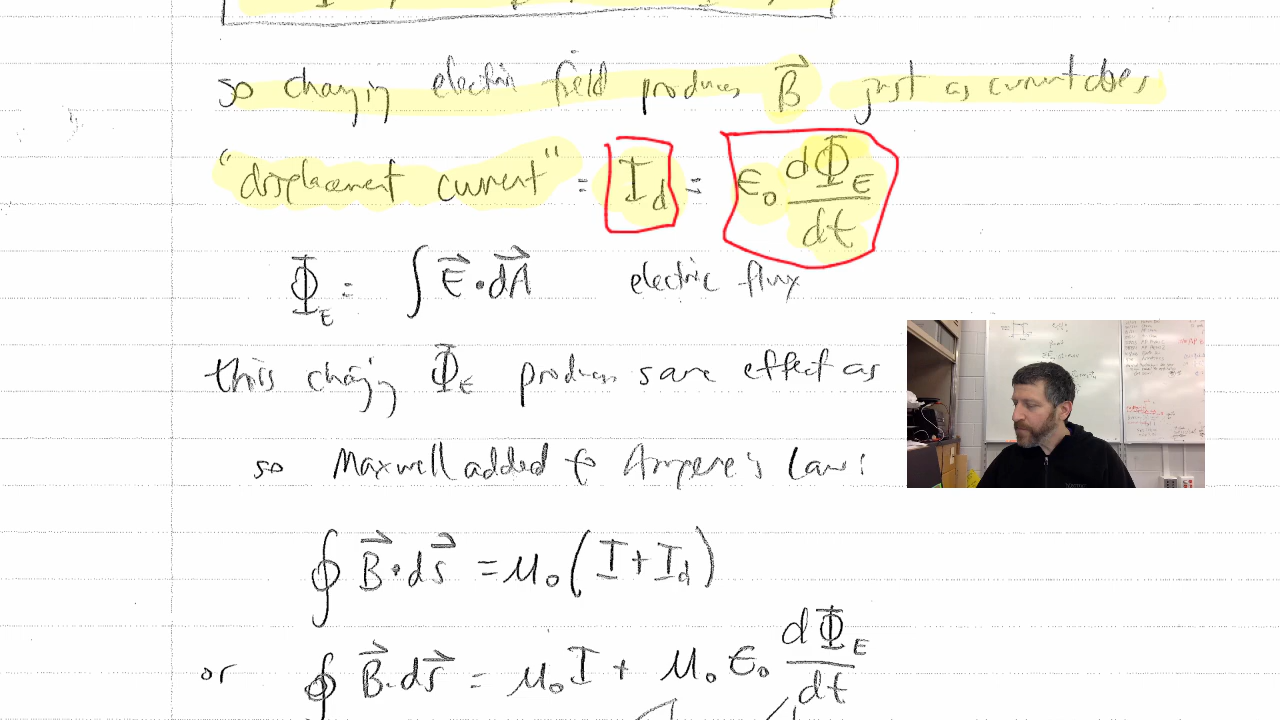 so changing electric field produces B⃗ just as current does
"displacement current" = I_d = ε₀ dΦ_E/dt
Φ_E = ∫ E⃗ · dA⃗ electric flux
this changing Φ_E produces same effect as
so Maxwell added to Ampere's Law:
∮ B⃗ · ds⃗ = μ₀ (I + I_d)
or ∮ B⃗ · ds⃗ = μ₀ I + μ₀ ε₀ dΦ_E/dt